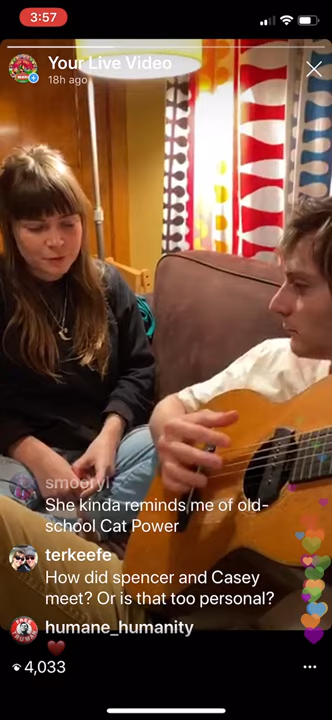 3:57
Your Live Video
18h ago
smooryl
She kinda reminds me of old-
school Cat Power
terkeefe
How did spencer and Casey
meet? Or is that too personal?
humane_humanity
4,033